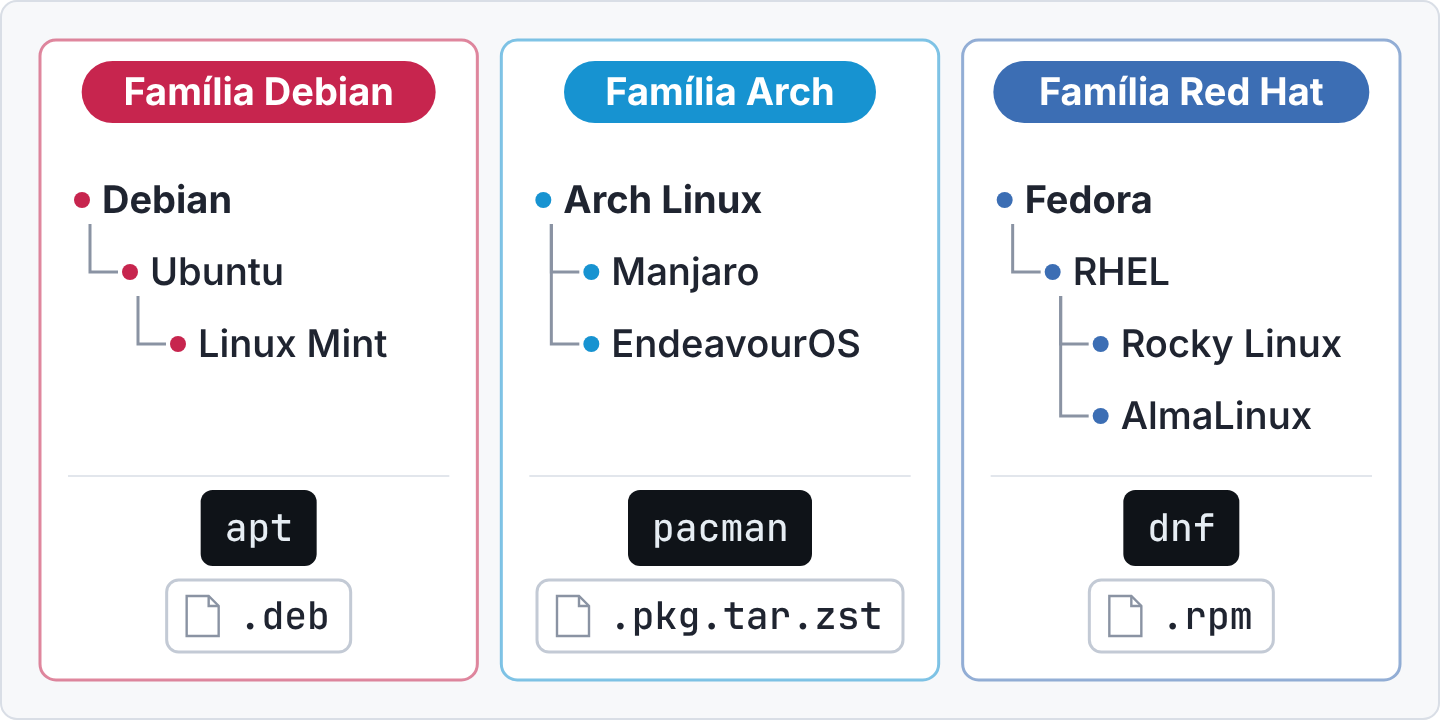 Família Debian
Debian
Ubuntu
Linux Mint
apt
.deb
Família Arch
Arch Linux
Manjaro
EndeavourOS
pacman
.pkg.tar.zst
Família Red Hat
Fedora
RHEL
Rocky Linux
AlmaLinux
dnf
.rpm